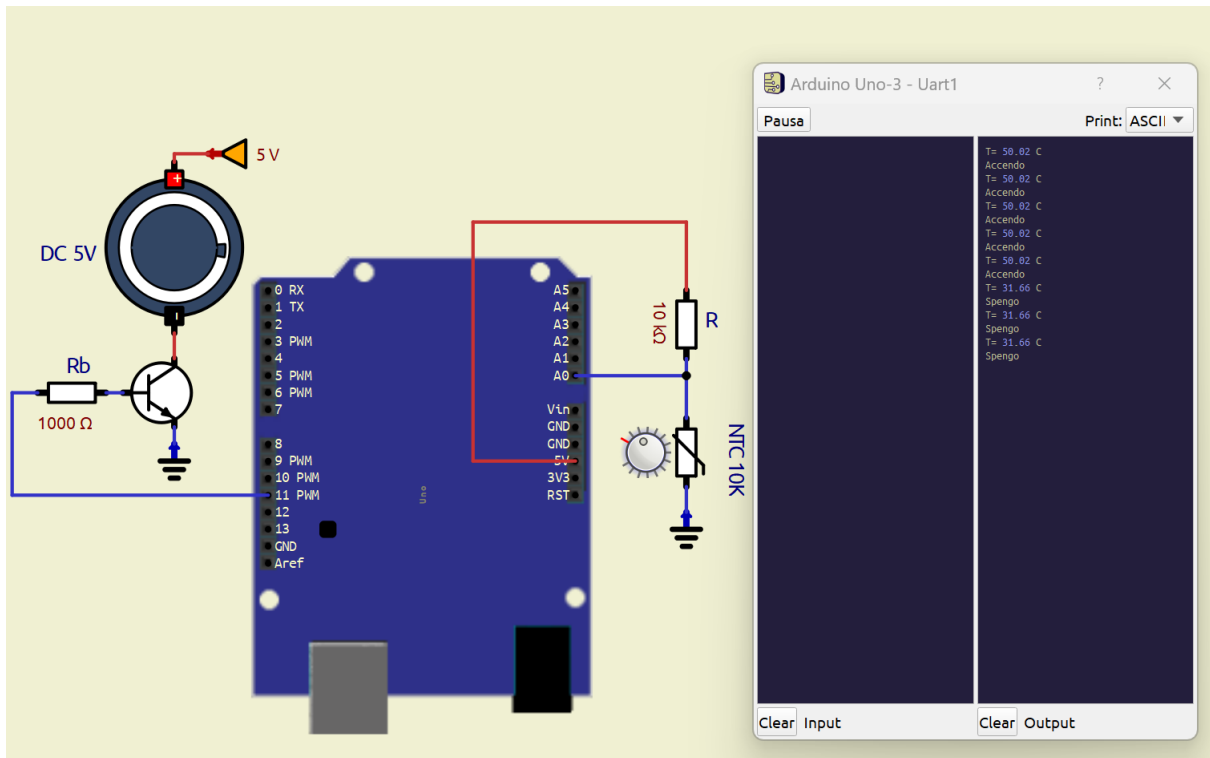 5 V
DC 5V
Rb
1000 Ω
0 RX
1 TX
2
3 PWM
4
5 PWM
6 PWM
7
8
9 PWM
10 PWM
11 PWM
12
13
GND
Aref
Uno
A5
A4
A3
A2
A1
A0
Vin
GND
GND
5V
3V3
RST
10 kΩ
R
NTC 10K
Arduino Uno-3 - Uart1
?
Pausa
Print: ASCII
T= 50.02 C
Accendo
T= 50.02 C
Accendo
T= 50.02 C
Accendo
T= 50.02 C
Accendo
T= 50.02 C
Accendo
T= 31.66 C
Spengo
T= 31.66 C
Spengo
T= 31.66 C
Spengo
Clear Input
Clear Output